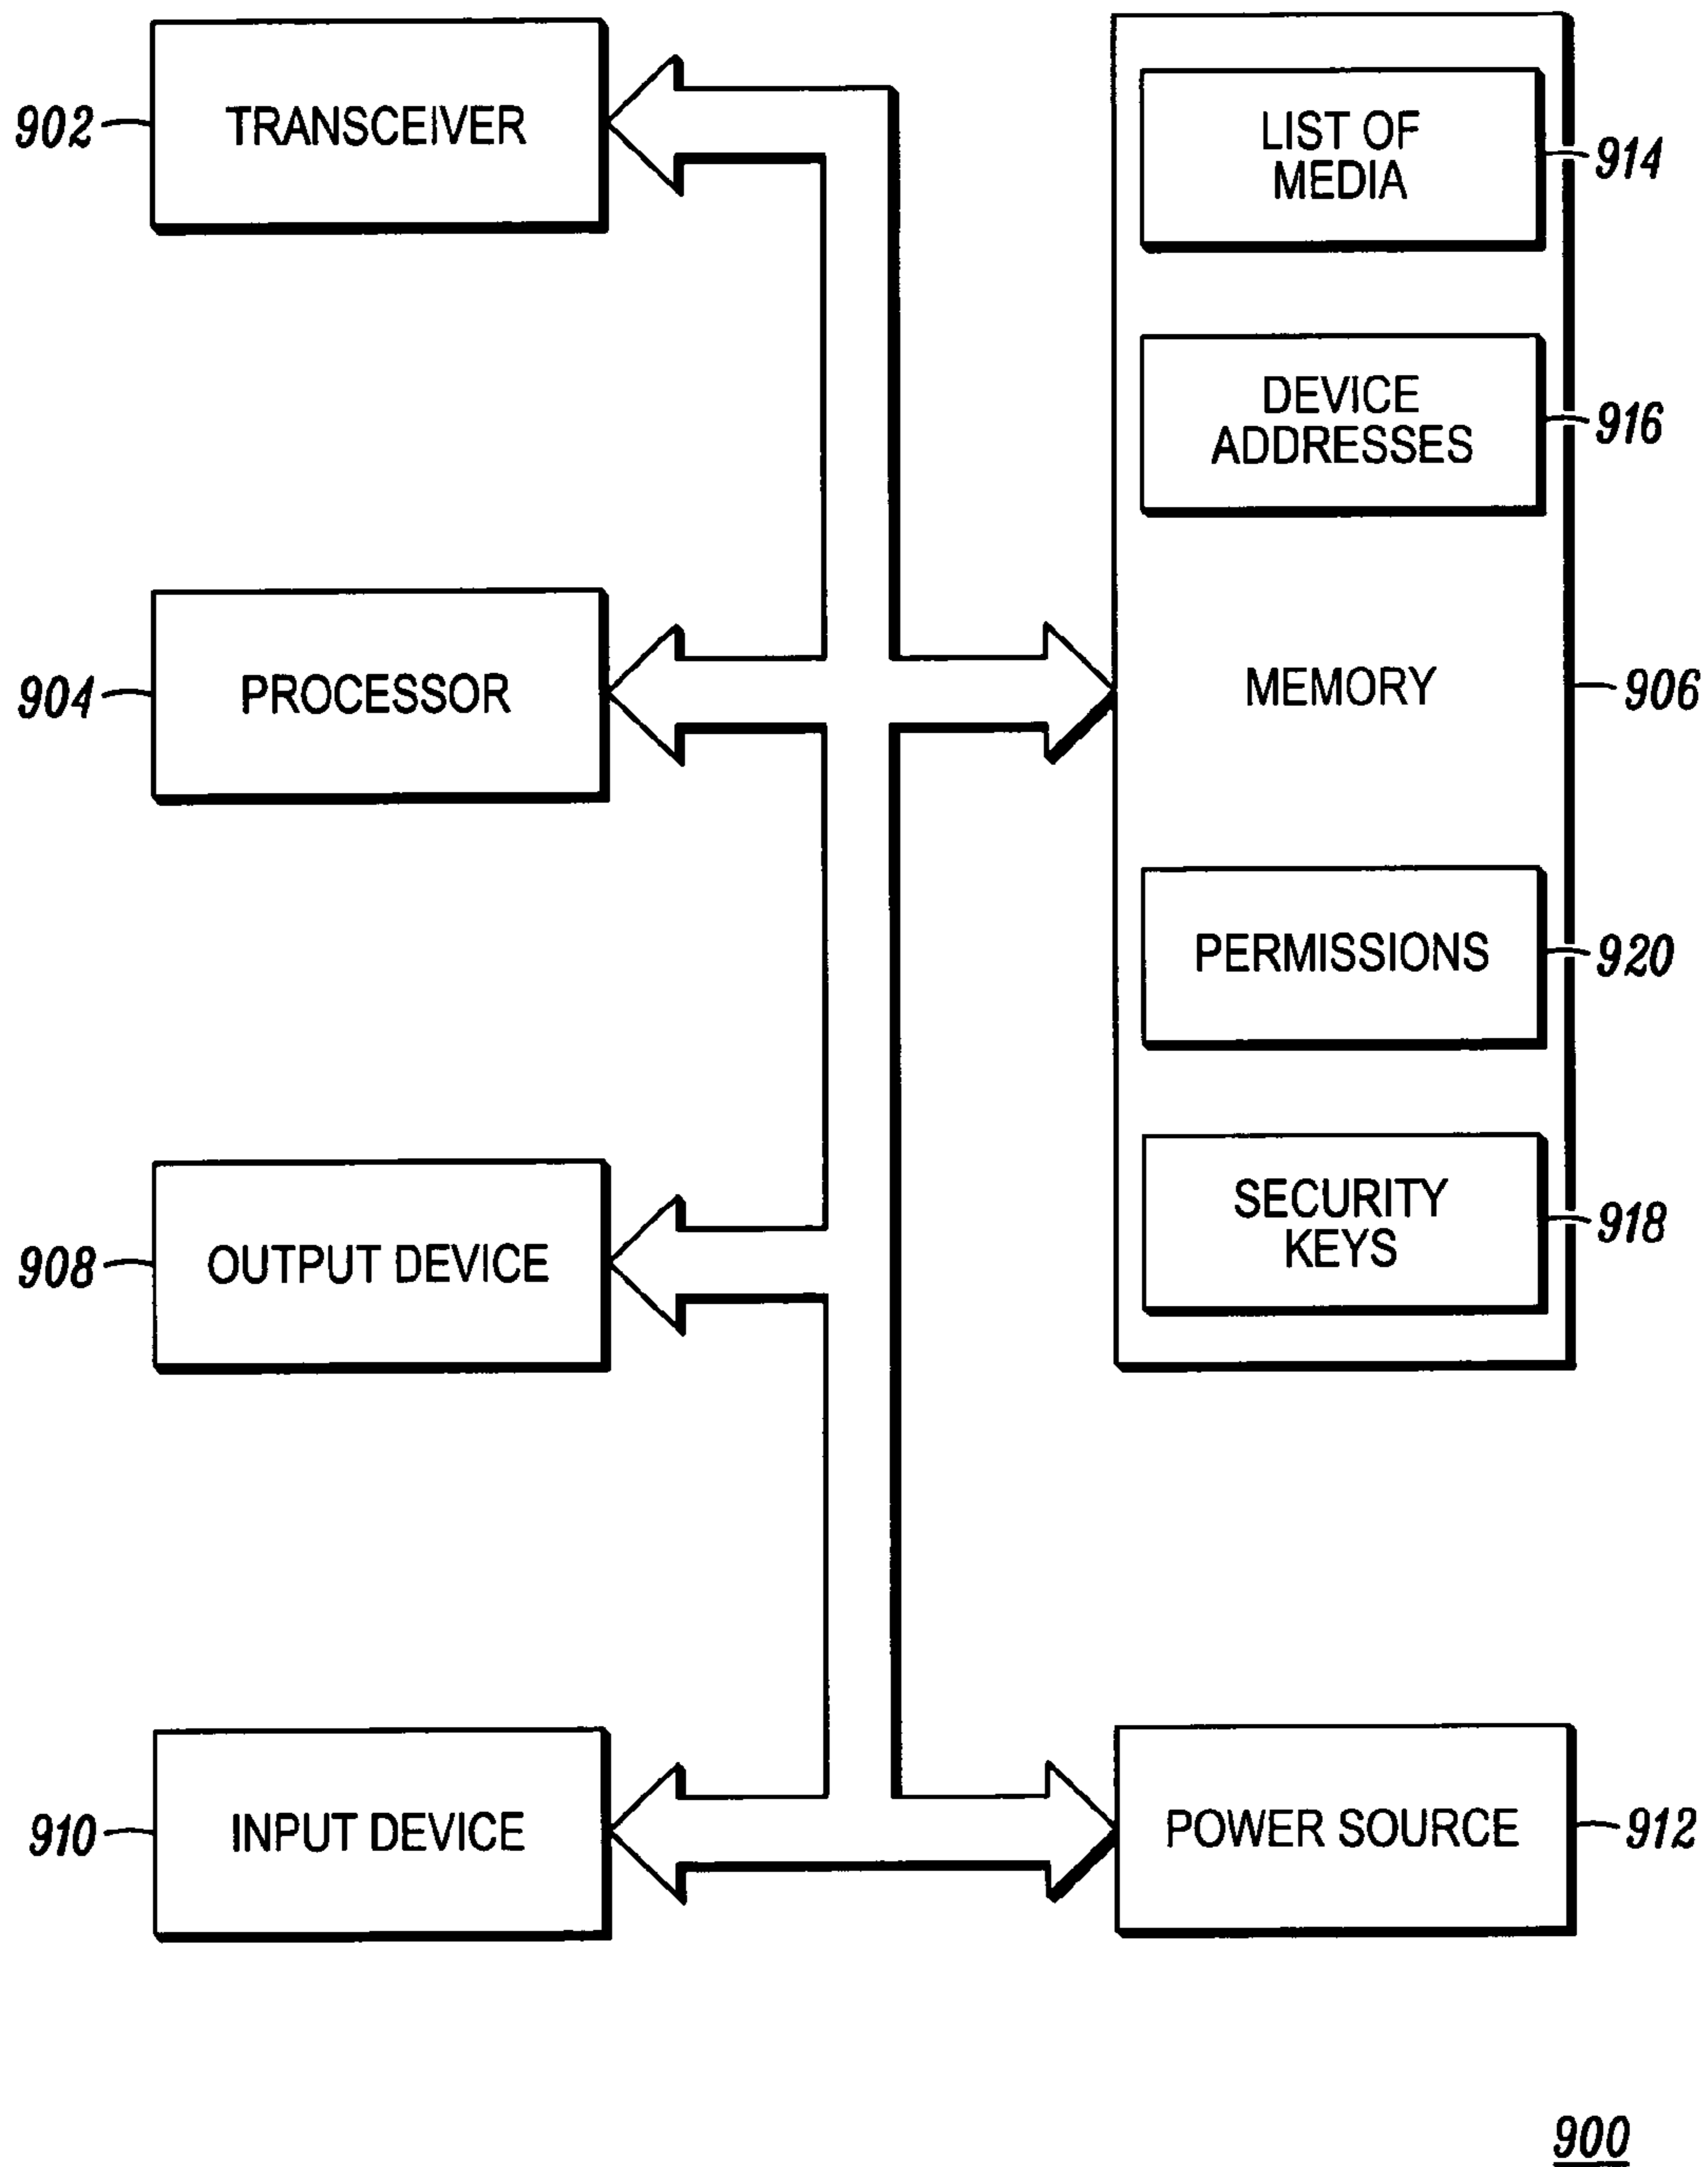 902
TRANSCEIVER
LIST OF
MEDIA
914
DEVICE
ADDRESSES
916
904
PROCESSOR
MEMORY
906
PERMISSIONS
920
908
OUTPUT DEVICE
SECURITY
KEYS
918
910
INPUT DEVICE
POWER SOURCE
912
900